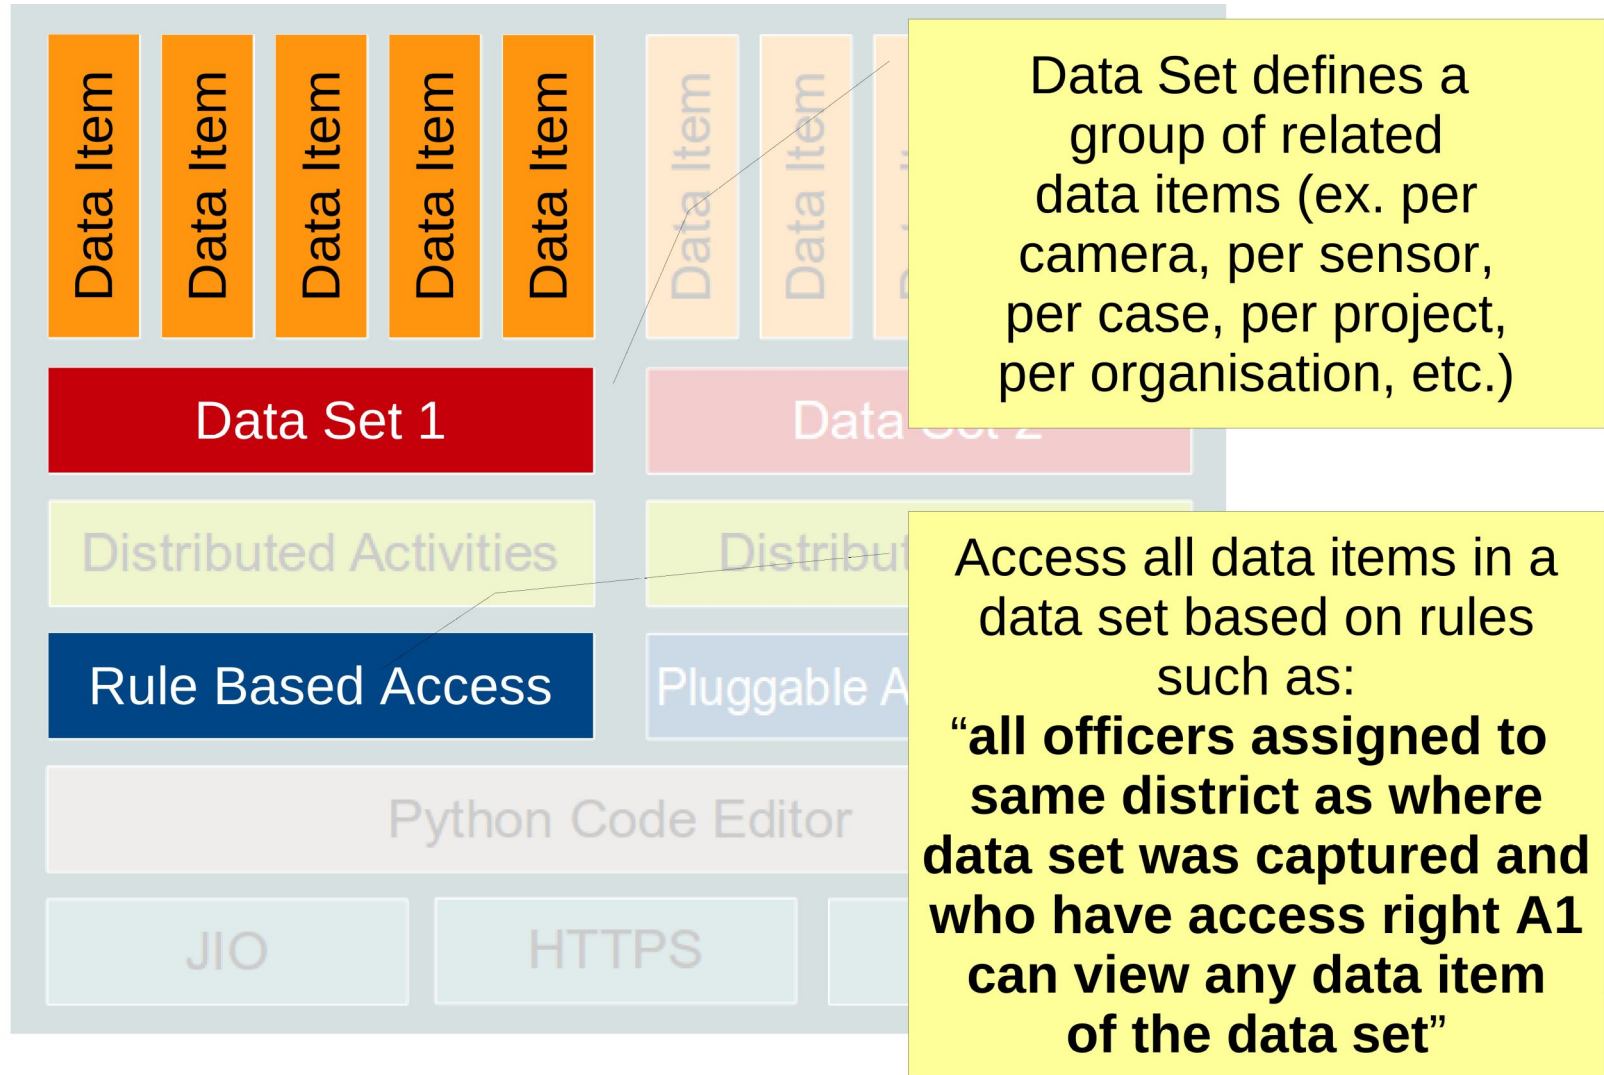 Data Item
Data Item
Data Item
Data Item
Data Item
Data Item
Data Item
Data Set 1
Data Set 2
Distributed Activities
Rule Based Access
Pluggable
Python Code Editor
JIO
HTTPS
Data Set defines a
group of related
data items (ex. per
camera, per sensor,
per case, per project,
per organisation, etc.)
Access all data items in a
data set based on rules
such as:
“all officers assigned to
same district as where
data set was captured and
who have access right A1
can view any data item
of the data set”